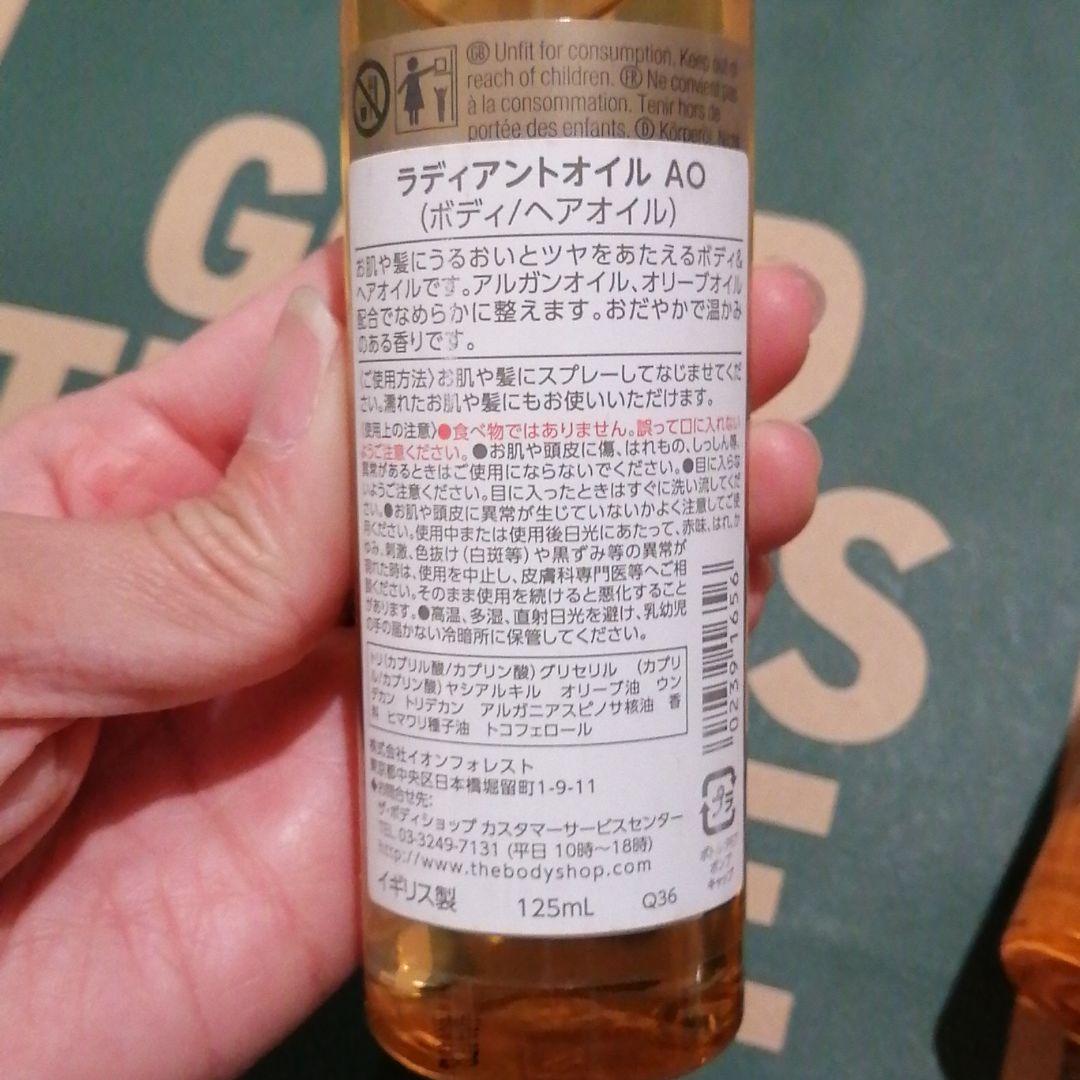 GB Unfit for consumption. Keep out of
reach of children. FR Ne convient pas
à la consommation. Tenir hors de
portée des enfants. D Körperöl.
ラディアントオイル AO
(ボディ/ヘアオイル)
お肌や髪にうるおいとツヤをあたえるボディ&
ヘアオイルです。アルガンオイル、オリーブオイル
配合でなめらかに整えます。おだやかで温かみ
のある香りです。
〈ご使用方法〉お肌や髪にスプレーしてなじませてくだ
さい。濡れたお肌や髪にもお使いいただけます。
〈使用上の注意〉●食べ物ではありません。誤って口に入れない
ようご注意ください。●お肌や頭皮に傷、はれもの、しっしん等、
異常があるときはご使用にならないでください。●目に入らな
いようご注意ください。目に入ったときはすぐに洗い流してくだ
さい。●お肌や頭皮に異常が生じていないかよく注意してご使
用ください。使用中または使用後日光にあたって、赤味、はれ、か
ゆみ、刺激、色抜け(白斑等)や黒ずみ等の異常が
現れた時は、使用を中止し、皮膚科専門医等へご相
談ください。そのまま使用を続けると悪化すること
があります。●高温、多湿、直射日光を避け、乳幼児
の手の届かない冷暗所に保管してください。
トリ(カプリル酸/カプリン酸)グリセリル (カプリ
ル/カプリン酸)ヤシアルキル オリーブ油 ウン
デカン トリデカン アルガニアスピノサ核油 香
料 ヒマワリ種子油 トコフェロール
株式会社イオンフォレスト
東京都中央区日本橋堀留町1-9-11
◆お問合せ先:
ザ・ボディショップ カスタマーサービスセンター
TEL 03-3249-7131 (平日 10時~18時)
http://www.thebodyshop.com
イギリス製 125mL Q36
02396 1659
プラ
ポンプ
キャップ